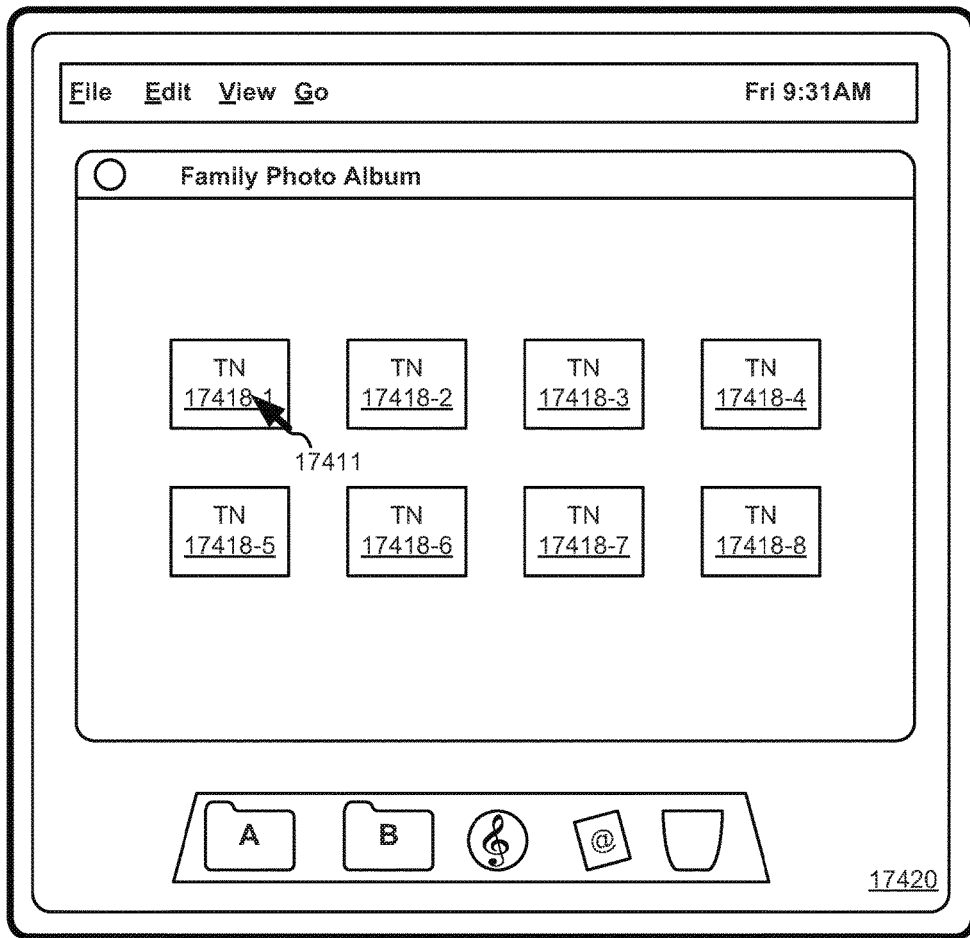 File Edit View Go Fri 9:31AM
Family Photo Album
TN TN TN TN
17418-1 17418-2 17418-3 17418-4
17411
TN TN TN TN
17418-5 17418-6 17418-7 17418-8
A B @
17420